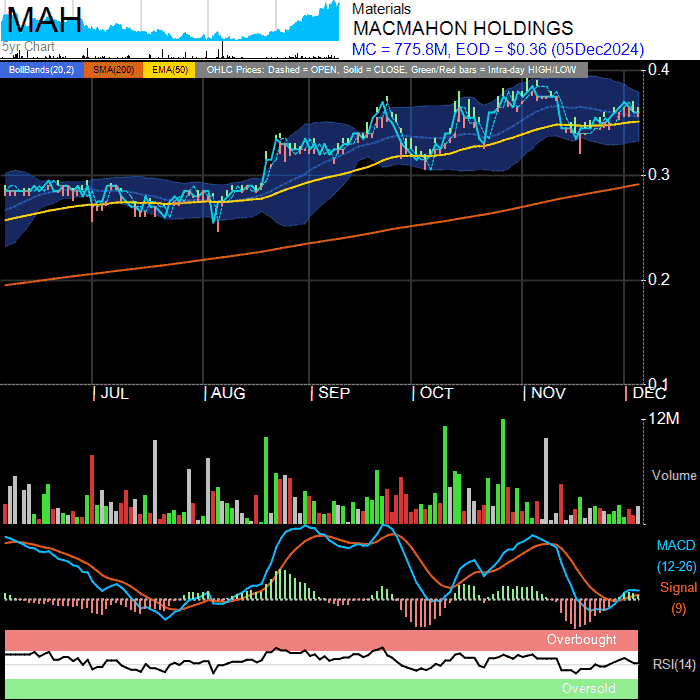 MAH
5yr Chart
Materials
MACMAHON HOLDINGS
MC = 775.8M, EOD = $0.36 (05Dec2024)
BollBands(20,2) SMA(200) EMA(50) OHLC Prices: Dashed = OPEN, Solid = CLOSE, Green/Red bars = Intra-day HIGH/LOW
0.4
0.3
0.2
0.1
JUL AUG SEP OCT NOV DEC
12M
Volume
MACD
(12-26)
Signal
(9)
Overbought
RSI(14)
Oversold